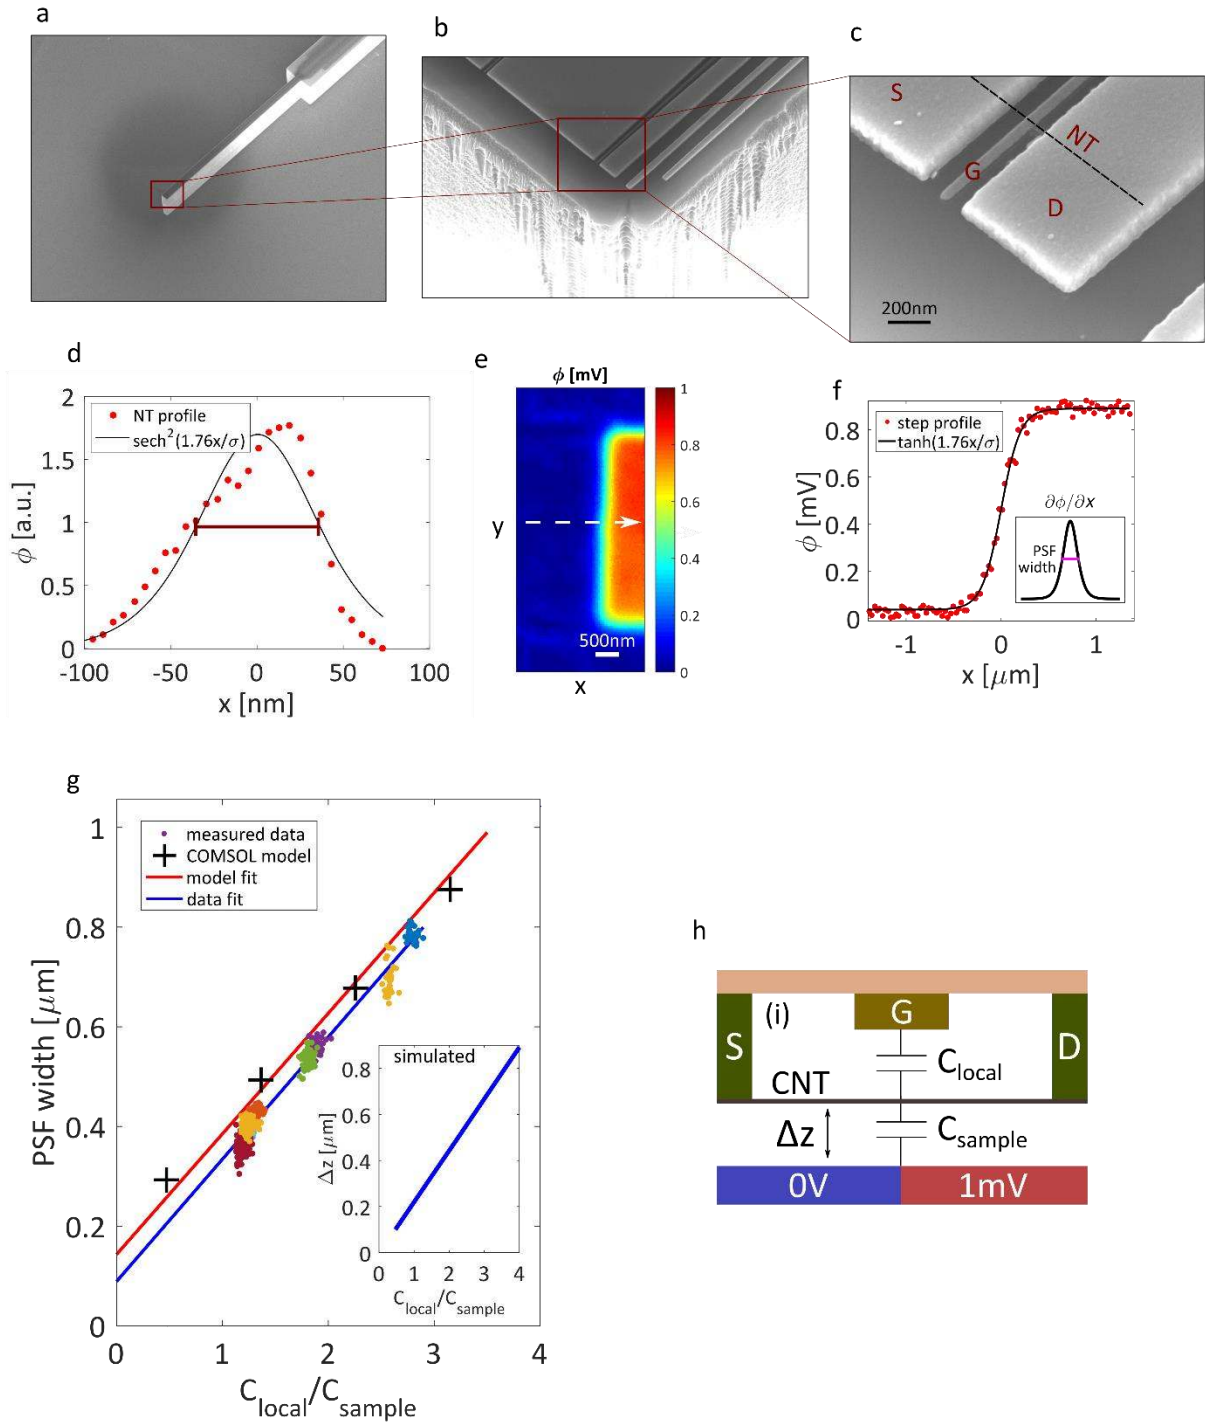 a
b
c
S
NT
G
D
200nm
d
2
1.5
1
0.5
0
ϕ [a.u.]
NT profile
sech²(1.76x/σ)
-100
-50
0
50
100
x [nm]
e
ϕ [mV]
y
500nm
x
1
0.8
0.6
0.4
0.2
0
f
0.8
0.6
0.4
0.2
0
ϕ [mV]
step profile
tanh(1.76x/σ)
∂ϕ/∂x
PSF
width
-1
0
1
x [μm]
g
1
0.8
0.6
0.4
0.2
0
PSF width [μm]
measured data
COMSOL model
model fit
data fit
simulated
0.8
0.6
0.4
0.2
0
Δz [μm]
0 1 2 3 4
C_local/C_sample
0 1 2 3 4
C_local/C_sample
h
(i)
G
S
D
C_local
CNT
Δz
C_sample
0V
1mV